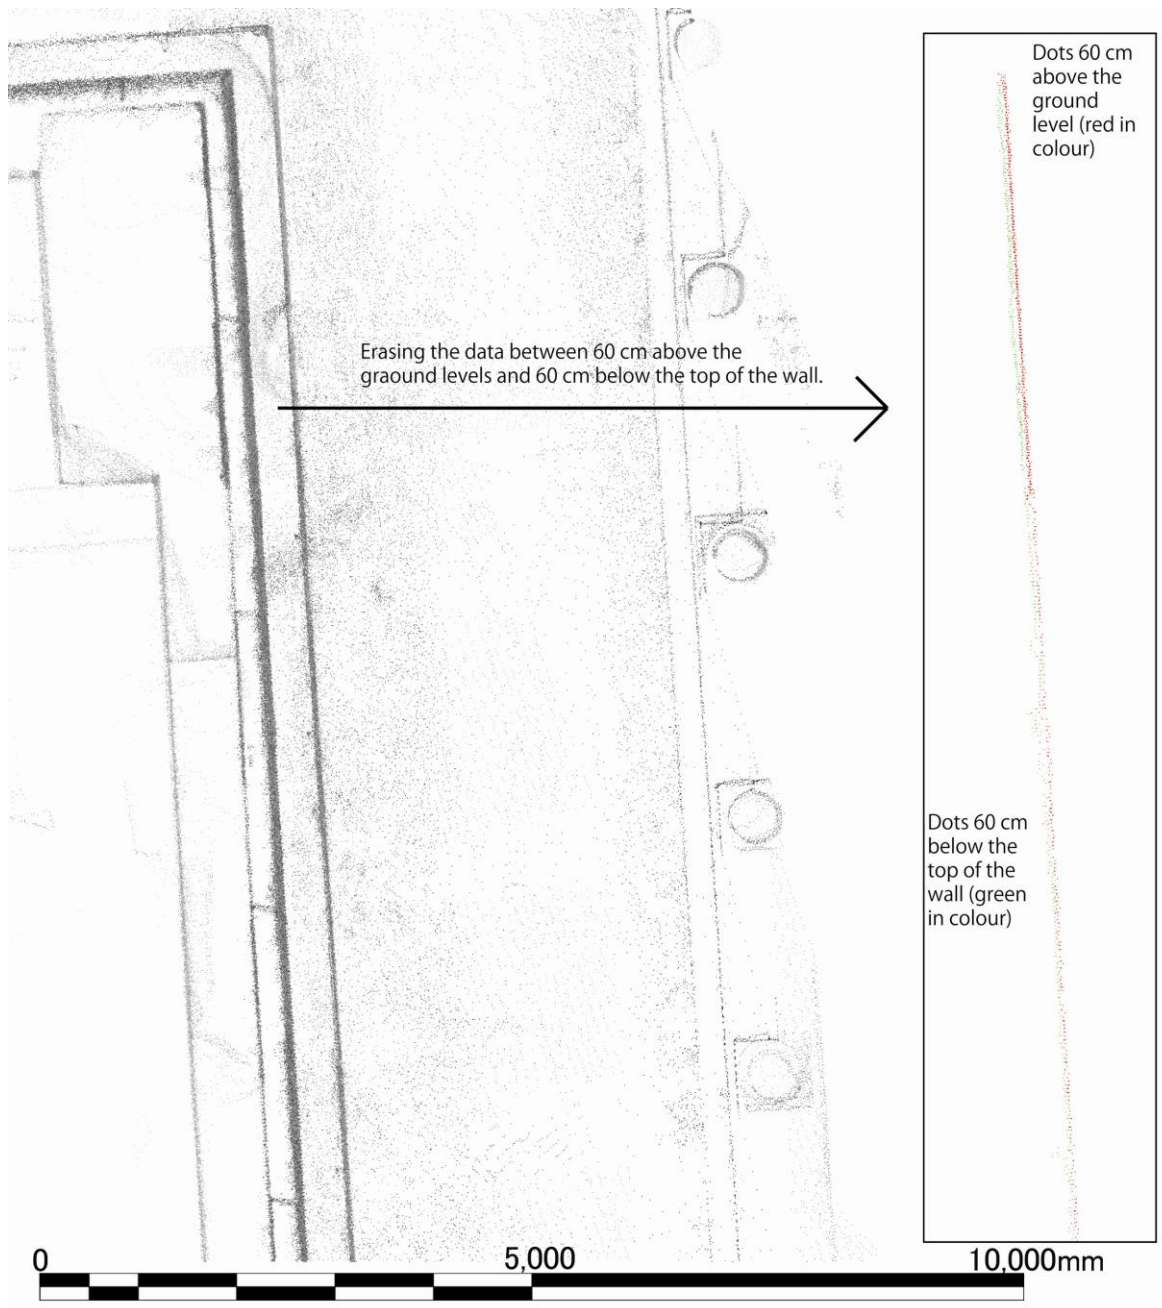 Dots 60 cm
above the
ground
level (red in
colour)
Erasing the data between 60 cm above the
graound levels and 60 cm below the top of the wall.
Dots 60 cm
below the
top of the
wall (green
in colour)
0 5,000 10,000mm